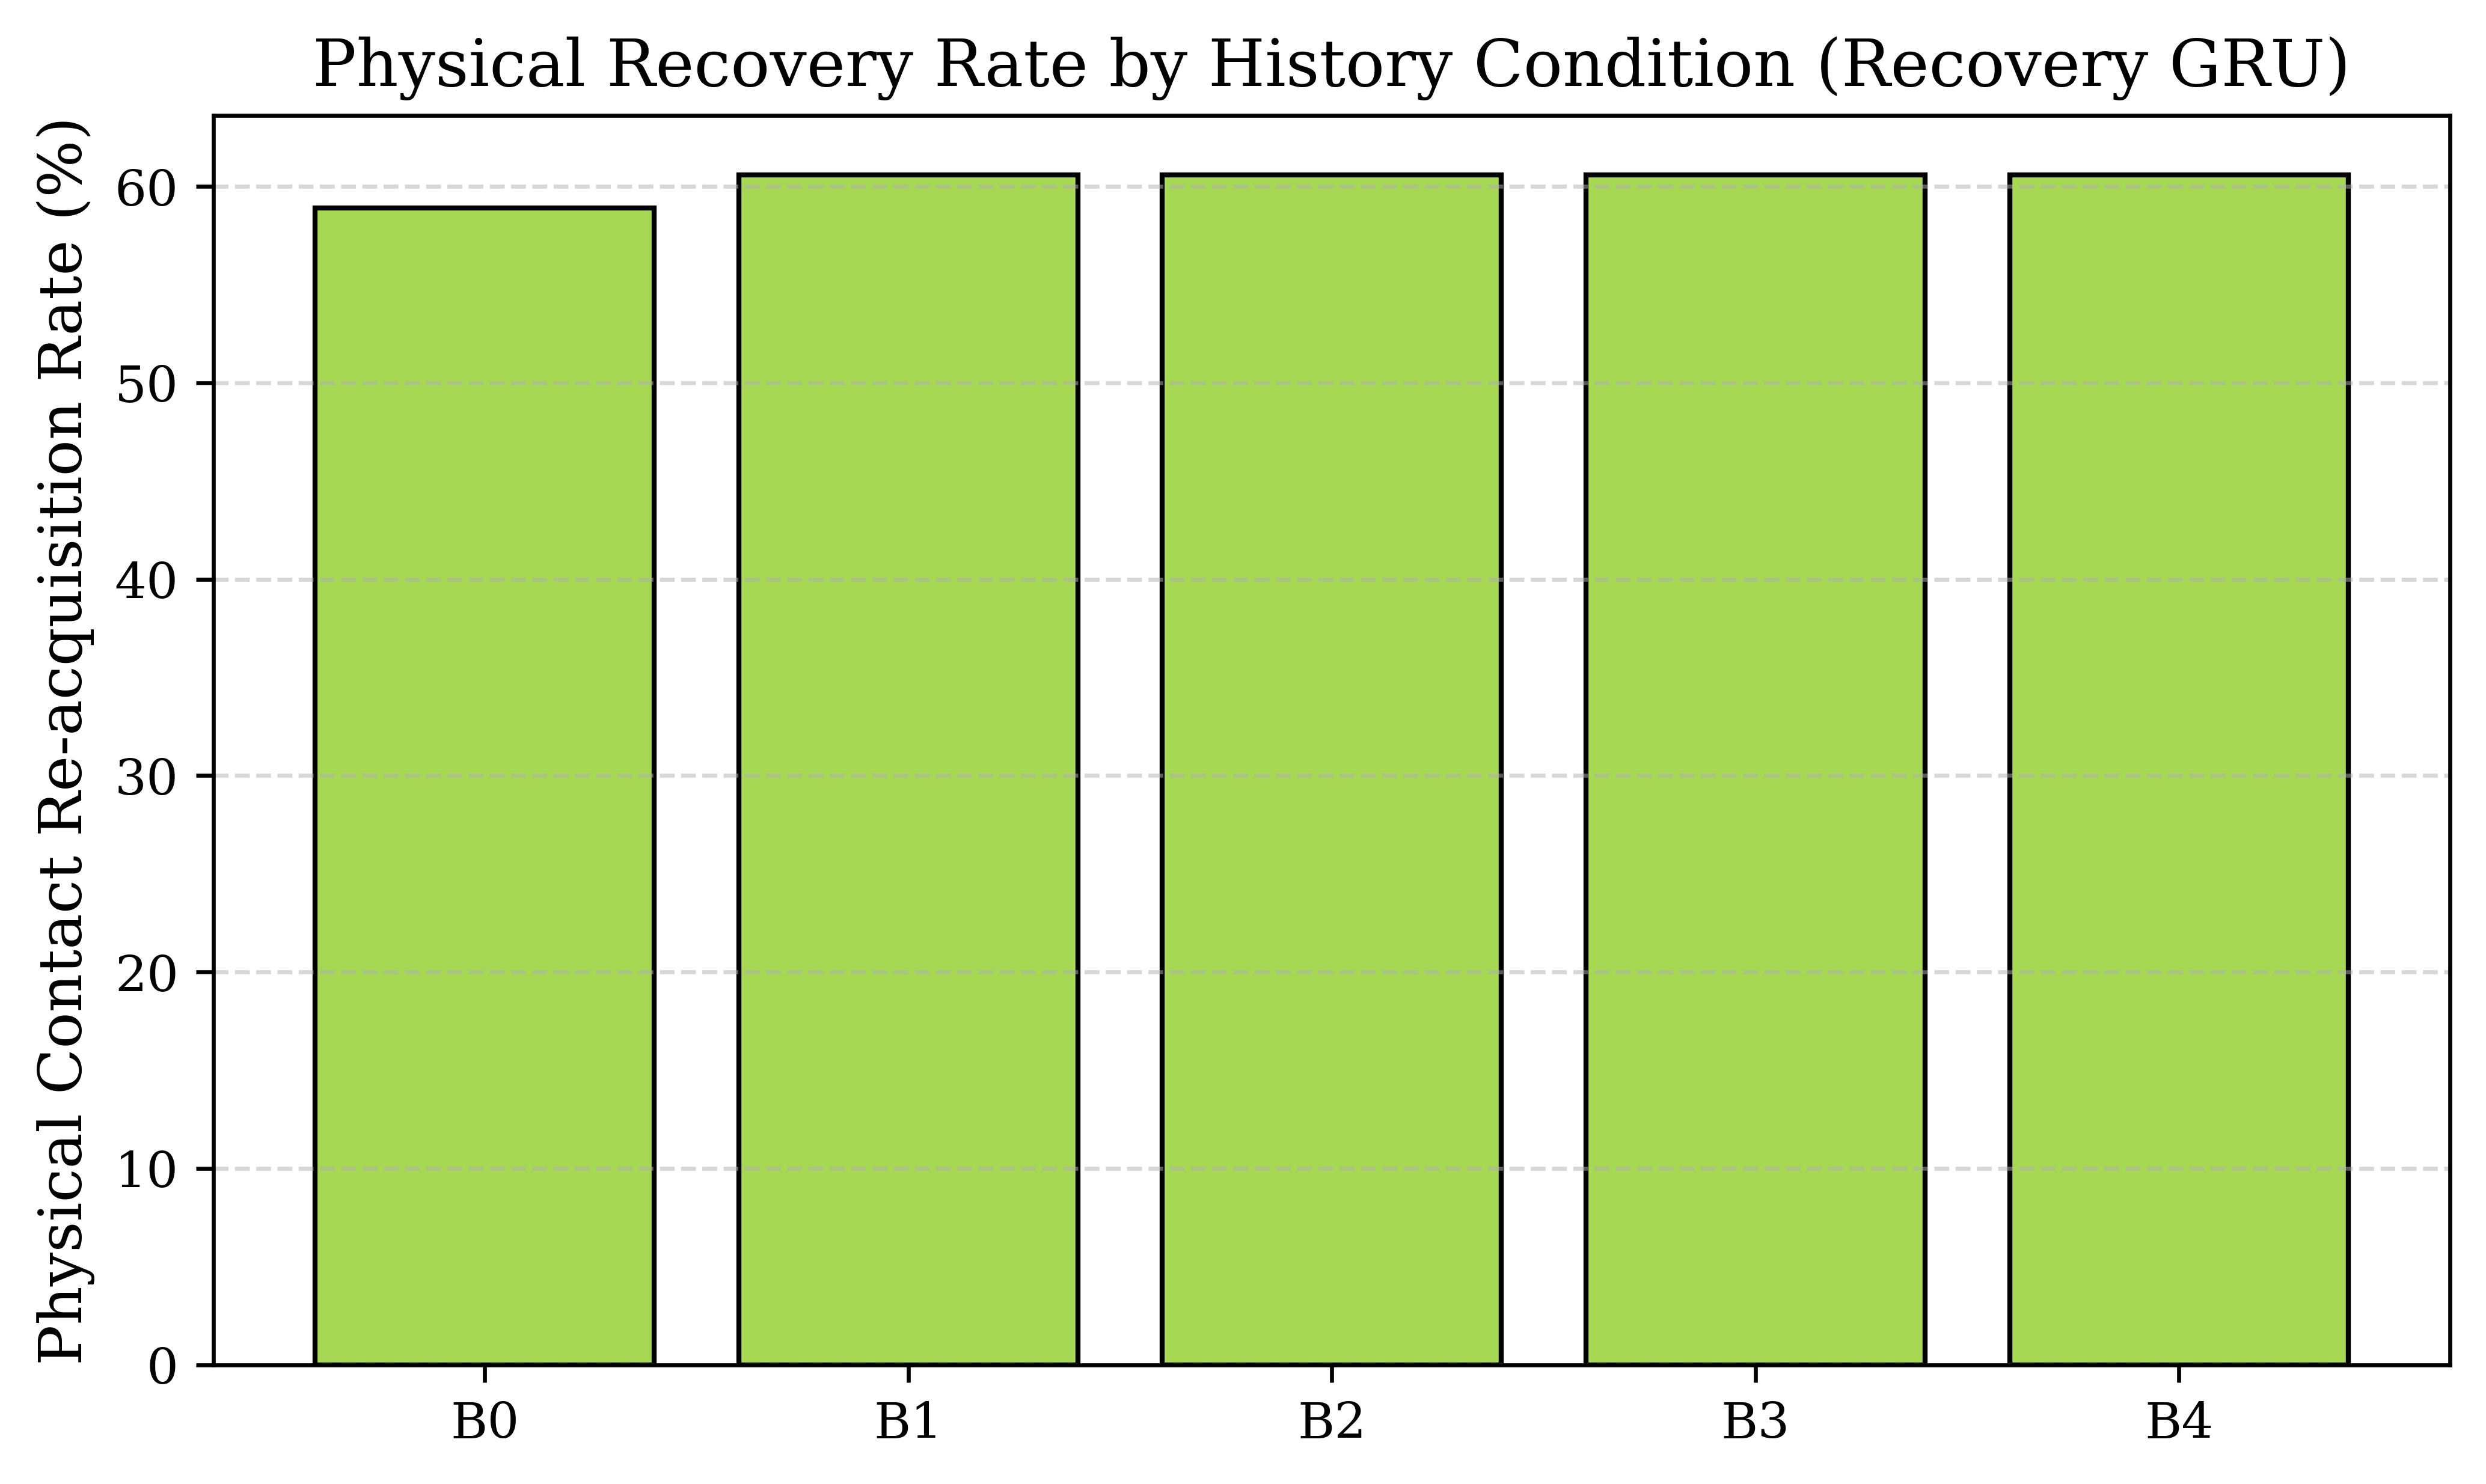 Physical Recovery Rate by History Condition (Recovery GRU)
Physical Contact Re-acquisition Rate (%)
60
50
40
30
20
10
0
B0 B1 B2 B3 B4